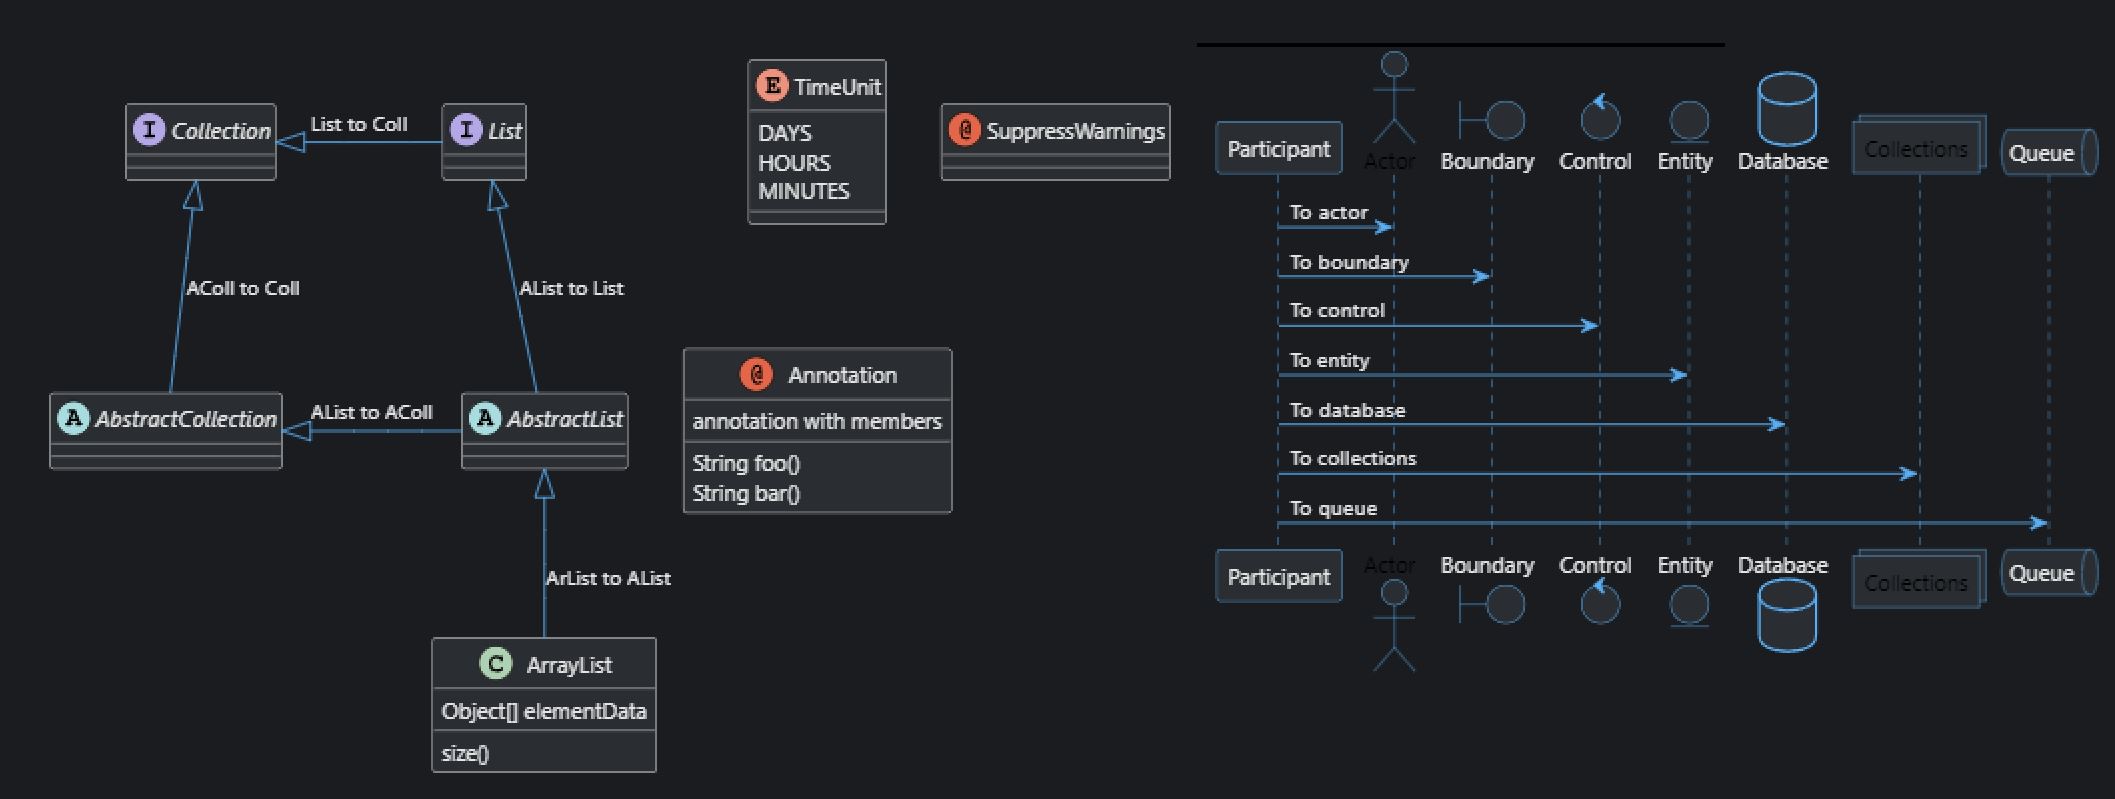 I Collection
List to Coll
I List
AColl to Coll
AList to List
A AbstractCollection
AList to AColl
A AbstractList
ArList to AList
C ArrayList
Object[] elementData
size()
E TimeUnit
DAYS
HOURS
MINUTES
@ SuppressWarnings
@ Annotation
annotation with members
String foo()
String bar()
Participant
Actor
Boundary
Control
Entity
Database
Collections
Queue
To actor
To boundary
To control
To entity
To database
To collections
To queue
Participant
Actor
Boundary
Control
Entity
Database
Collections
Queue